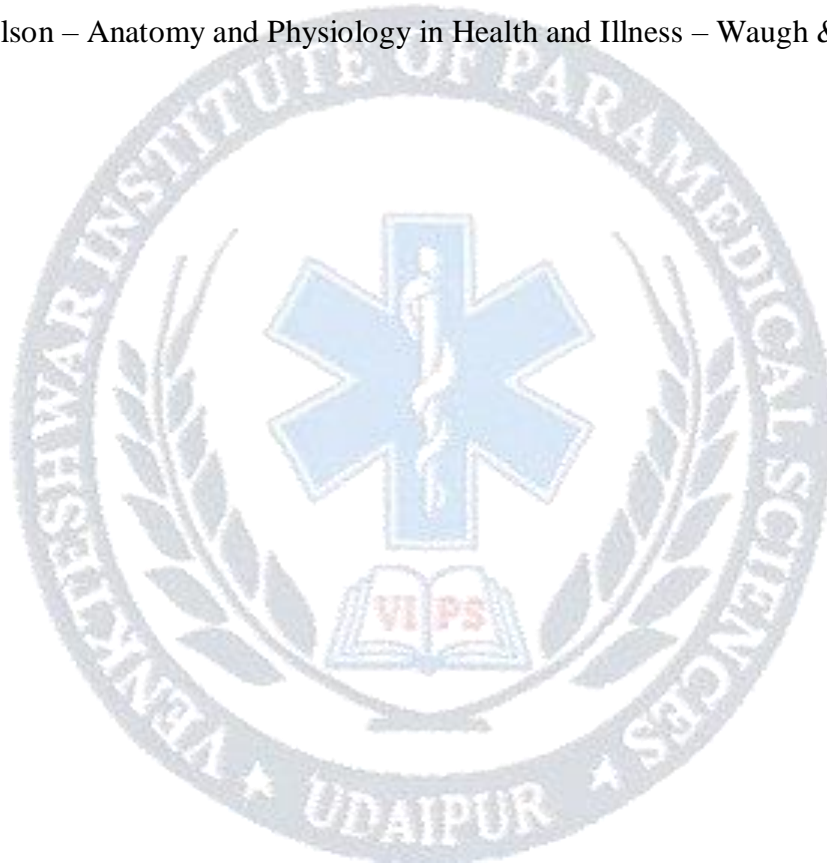 lson – Anatomy and Physiology in Health and Illness – Waugh &
VENKTESHWAR INSTITUTE OF PARAMEDICAL SCIENCES
VIPS
UDAIPUR